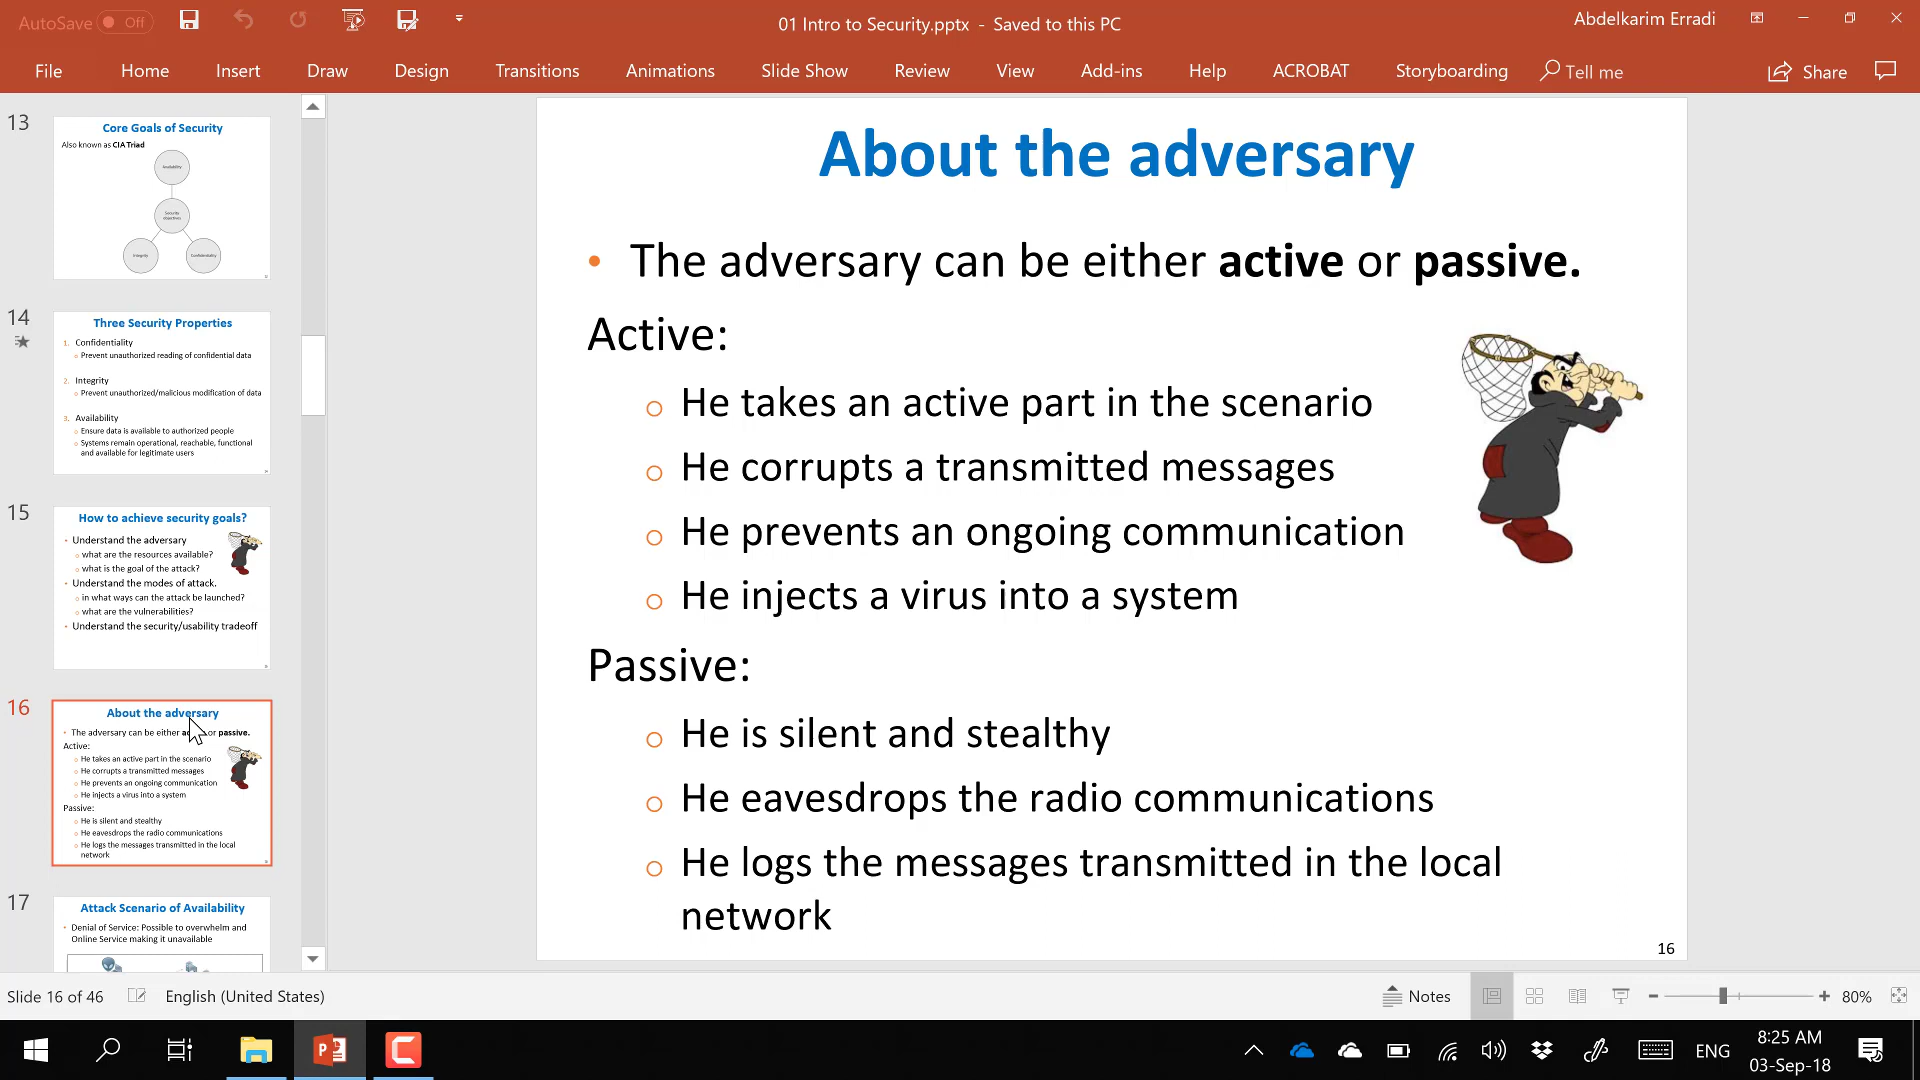 AutoSave Off
01 Intro to Security.pptx - Saved to this PC
Abdelkarim Erradi
File Home Insert Draw Design Transitions Animations Slide Show Review View Add-ins Help ACROBAT Storyboarding Tell me Share
13
Core Goals of Security
Also known as CIA Triad
Availability
Security objectives
Integrity
Confidentiality
14
Three Security Properties
1. Confidentiality
o Prevent unauthorized reading of confidential data
2. Integrity
o Prevent unauthorized/malicious modification of data
3. Availability
o Ensure data is available to authorized people
o Systems remain operational, reachable, functional
and available for legitimate users
15
How to achieve security goals?
• Understand the adversary
o what are the resources available?
o what is the goal of the attack?
• Understand the modes of attack.
o in what ways can the attack be launched?
o what are the vulnerabilities?
• Understand the security/usability tradeoff
16
About the adversary
• The adversary can be either or passive.
Active:
o He takes an active part in the scenario
o He corrupts a transmitted messages
o He prevents an ongoing communication
o He injects a virus into a system
Passive:
o He is silent and stealthy
o He eavesdrops the radio communications
o He logs the messages transmitted in the local
network
17
Attack Scenario of Availability
• Denial of Service: Possible to overwhelm and
Online Service making it unavailable
About the adversary
• The adversary can be either active or passive.
Active:
o He takes an active part in the scenario
o He corrupts a transmitted messages
o He prevents an ongoing communication
o He injects a virus into a system
Passive:
o He is silent and stealthy
o He eavesdrops the radio communications
o He logs the messages transmitted in the local
network
16
Slide 16 of 46 English (United States) Notes 80%
ENG
8:25 AM
03-Sep-18